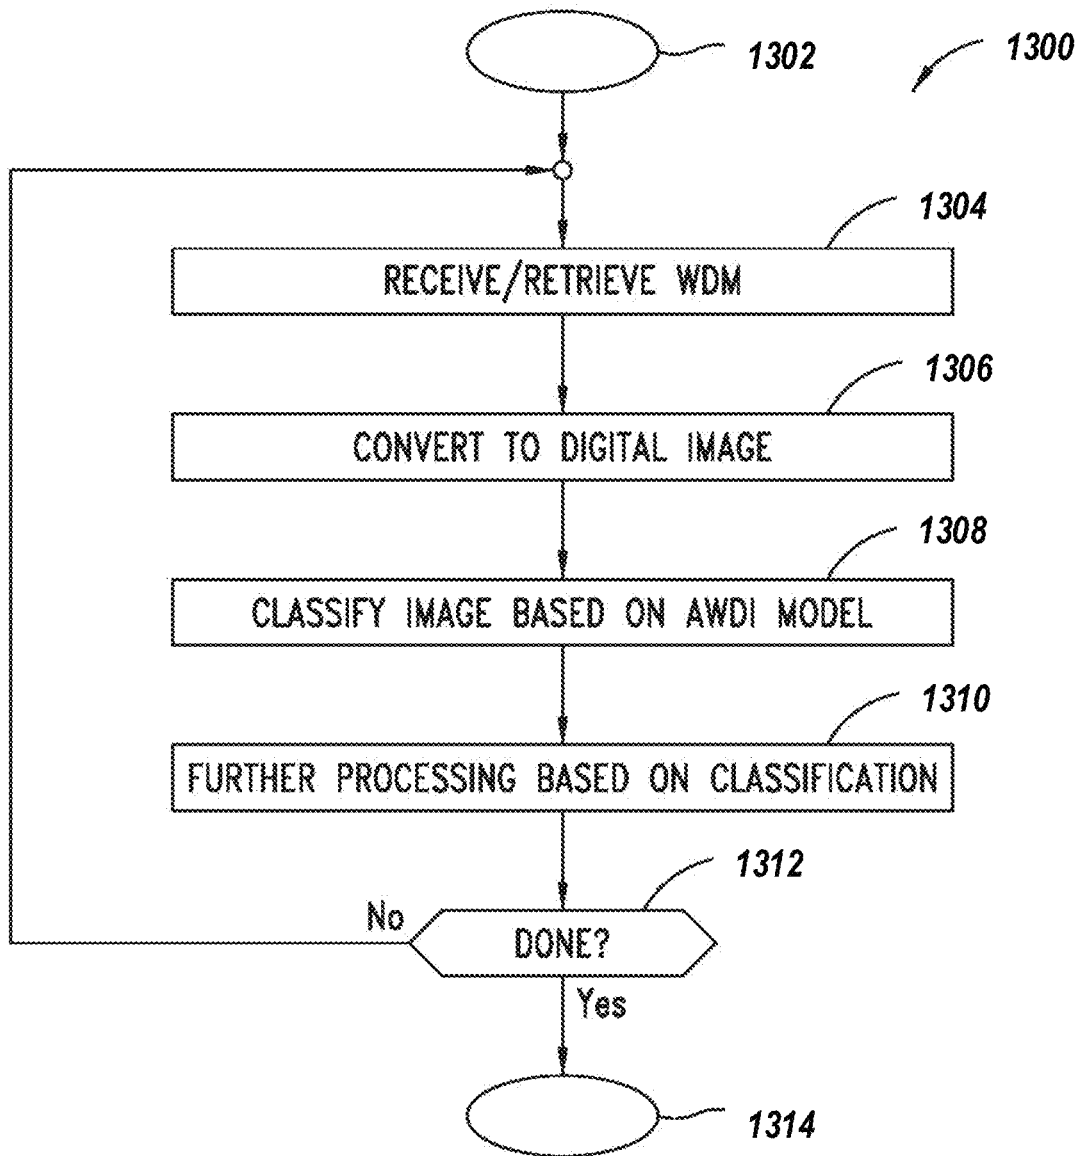 1302
1300
1304
RECEIVE/RETRIEVE WDM
1306
CONVERT TO DIGITAL IMAGE
1308
CLASSIFY IMAGE BASED ON AWDI MODEL
1310
FURTHER PROCESSING BASED ON CLASSIFICATION
1312
No
DONE?
Yes
1314